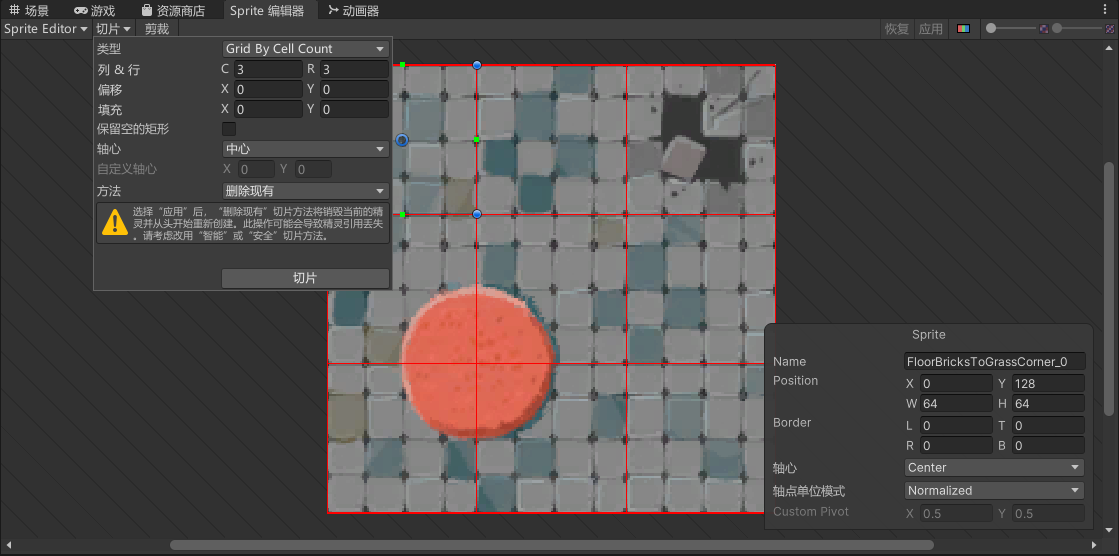 场景 游戏 资源商店 Sprite 编辑器 动画器
Sprite Editor 切片 剪裁 恢复 应用
类型 Grid By Cell Count
列 & 行 C 3 R 3
偏移 X 0 Y 0
填充 X 0 Y 0
保留空的矩形
轴心 中心
自定义轴心 X 0 Y 0
方法 删除现有
选择“应用”后，“删除现有”切片方法将销毁当前的精
灵并从头开始重新创建。此操作可能会导致精灵引用丢失
。请考虑改用“智能”或“安全”切片方法。
切片
Sprite
Name FloorBricksToGrassCorner_0
Position X 0 Y 128
W 64 H 64
Border L 0 T 0
R 0 B 0
轴心 Center
轴点单位模式 Normalized
Custom Pivot X 0.5 Y 0.5